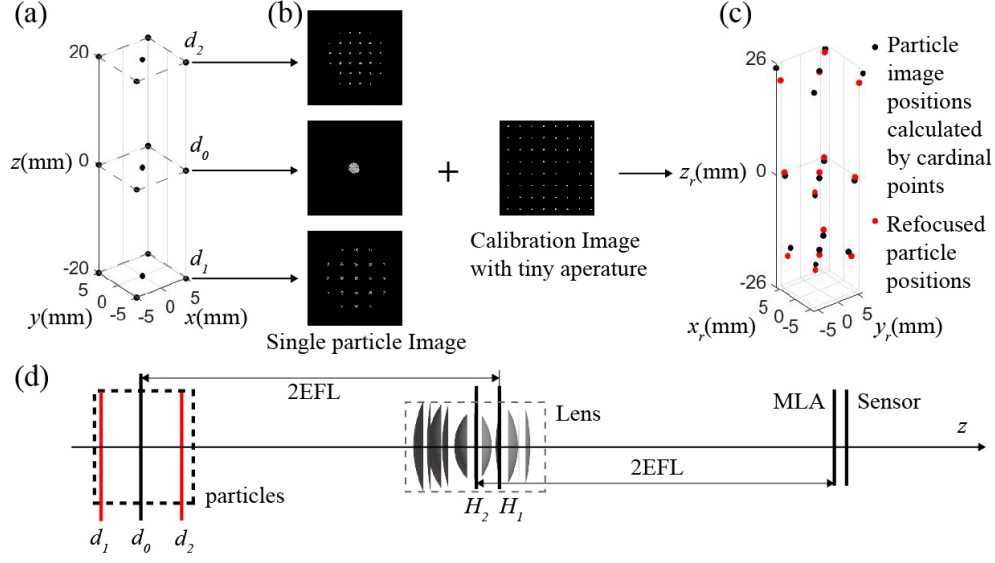 (a)
20
z(mm) 0
-20
5
0
-5
y(mm)
-5
0
5
x(mm)
d2
d0
d1
(b)
+
Single particle Image
Calibration Image
with tiny aperature
(c)
26
zr(mm) 0
-26
5
0
-5
xr(mm)
-5
0
5
yr(mm)
Particle
image
positions
calculated
by cardinal
points
Refocused
particle
positions
(d)
2EFL
Lens
MLA
Sensor
z
2EFL
particles
H2 H1
d1 d0 d2